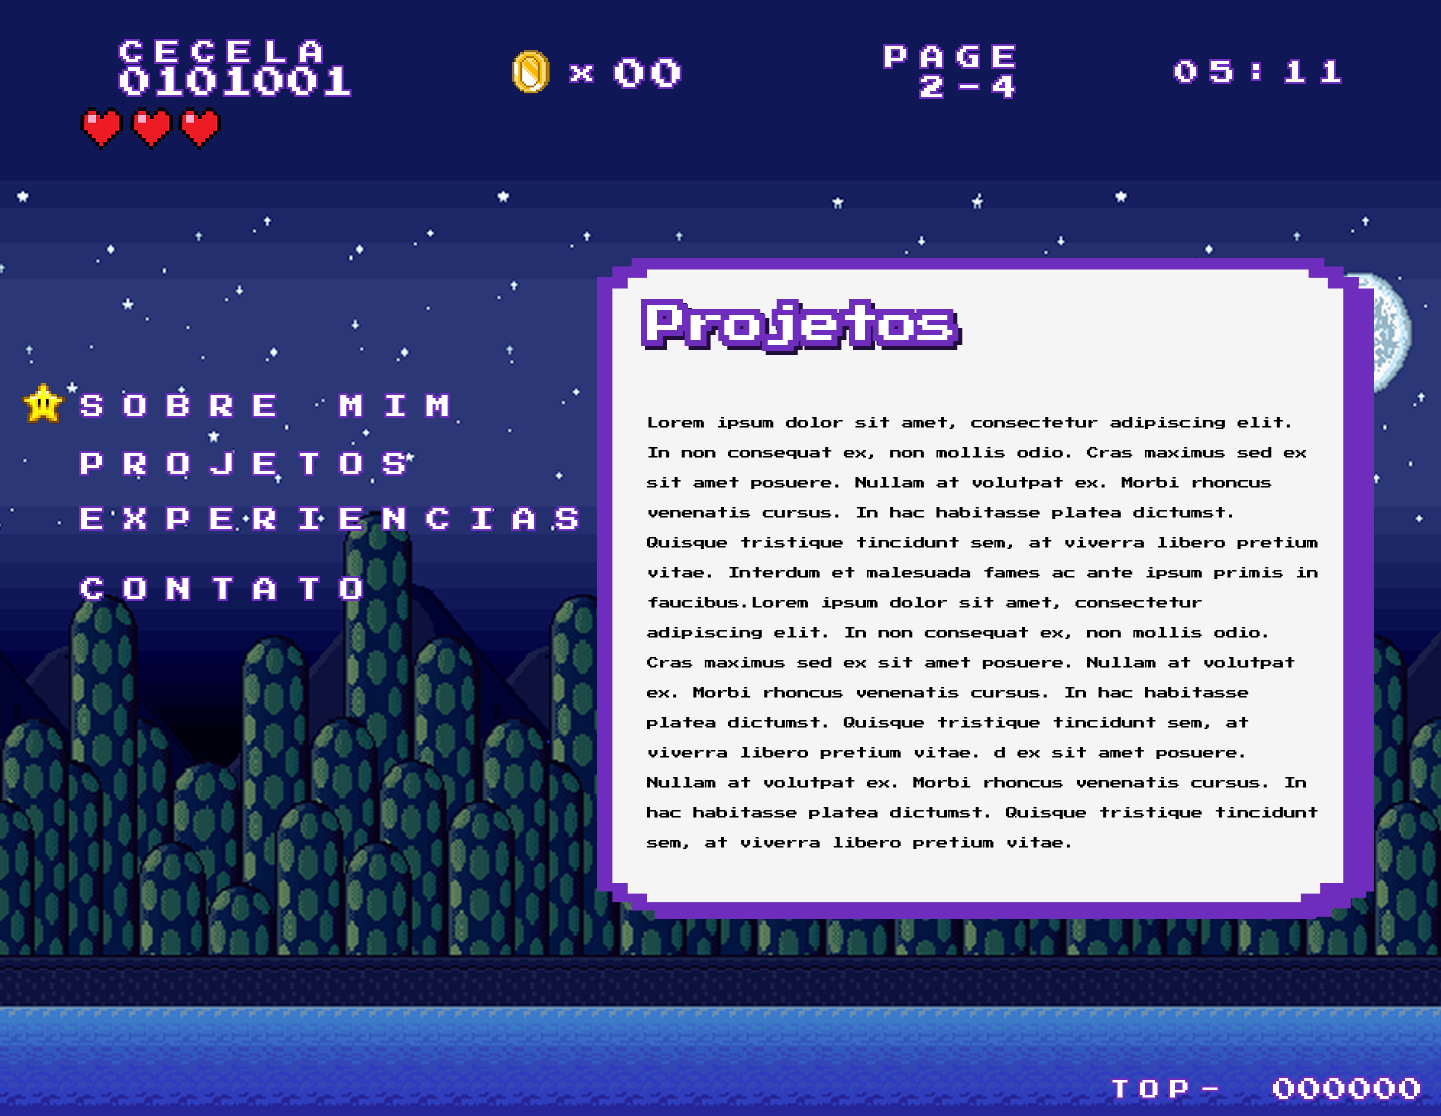 CECELA
0101001
x 00
PAGE
2-4
05:11
SOBRE MIM
PROJETOS
EXPERIENCIAS
CONTATO
Projetos
Lorem ipsum dolor sit amet, consectetur adipiscing elit.
In non consequat ex, non mollis odio. Cras maximus sed ex
sit amet posuere. Nullam at volutpat ex. Morbi rhoncus
venenatis cursus. In hac habitasse platea dictumst.
Quisque tristique tincidunt sem, at viverra libero pretium
vitae. Interdum et malesuada fames ac ante ipsum primis in
faucibus.Lorem ipsum dolor sit amet, consectetur
adipiscing elit. In non consequat ex, non mollis odio.
Cras maximus sed ex sit amet posuere. Nullam at volutpat
ex. Morbi rhoncus venenatis cursus. In hac habitasse
platea dictumst. Quisque tristique tincidunt sem, at
viverra libero pretium vitae. d ex sit amet posuere.
Nullam at volutpat ex. Morbi rhoncus venenatis cursus. In
hac habitasse platea dictumst. Quisque tristique tincidunt
sem, at viverra libero pretium vitae.
TOP- 000000